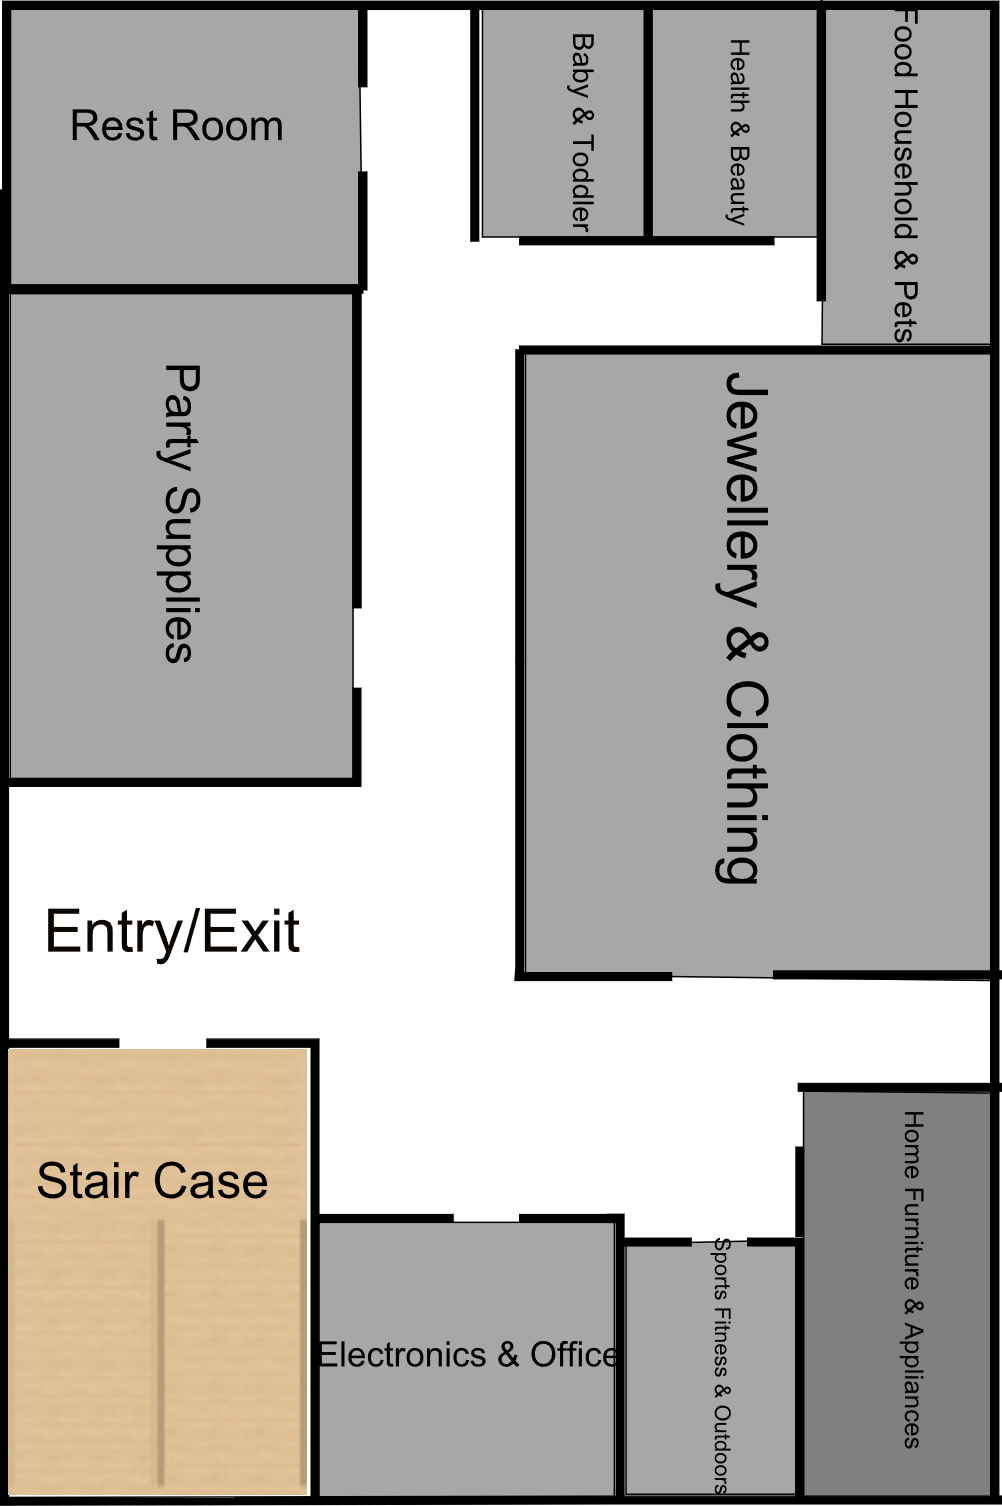 Rest Room
Baby & Toddler
Health & Beauty
Food Household & Pets
Party Supplies
Jewellery & Clothing
Entry/Exit
Stair Case
Electronics & Office
Sports Fitness & Outdoors
Home Furniture & Appliances